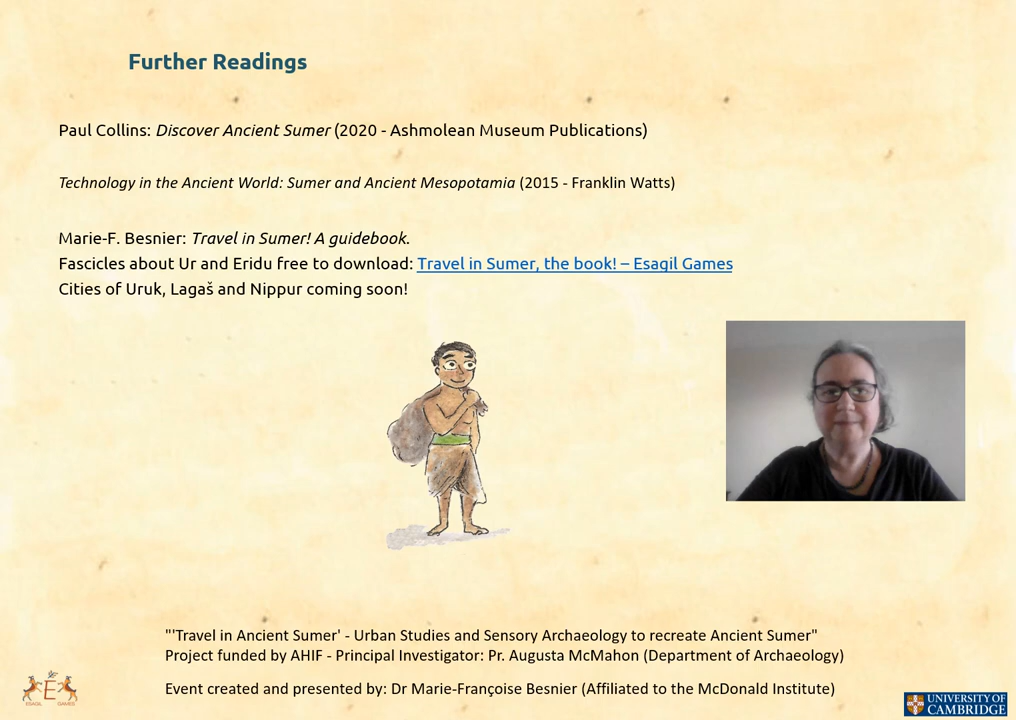 Further Readings
Paul Collins: Discover Ancient Sumer (2020 - Ashmolean Museum Publications)
Technology in the Ancient World: Sumer and Ancient Mesopotamia (2015 - Franklin Watts)
Marie-F. Besnier: Travel in Sumer! A guidebook.
Fascicles about Ur and Eridu free to download: Travel in Sumer, the book! – Esagil Games
Cities of Uruk, Lagaš and Nippur coming soon!
"'Travel in Ancient Sumer' - Urban Studies and Sensory Archaeology to recreate Ancient Sumer"
Project funded by AHIF - Principal Investigator: Pr. Augusta McMahon (Department of Archaeology)
Event created and presented by: Dr Marie-Françoise Besnier (Affiliated to the McDonald Institute)
É
ESAGIL GAMES
UNIVERSITY OF
CAMBRIDGE